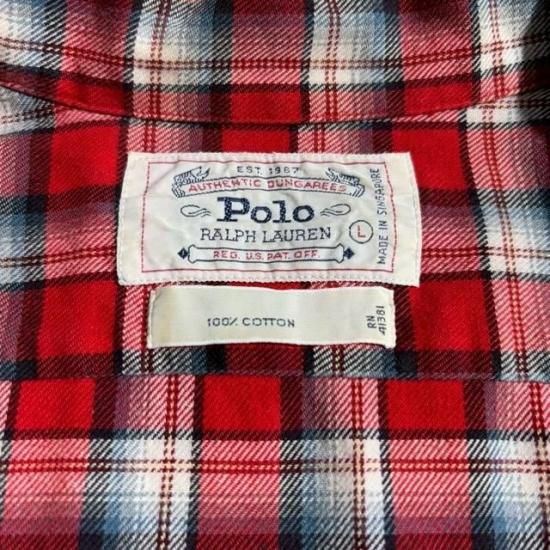 EST. 1967
AUTHENTIC DUNGAREES
Polo
RALPH LAUREN
REG. U.S. PAT. OFF.
L
MADE IN SINGAPORE
100% COTTON
RN
41381